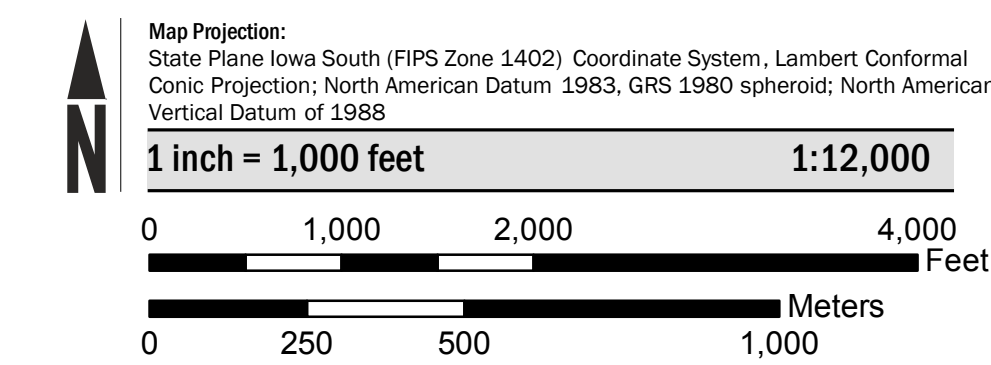 Map Projection:
State Plane Iowa South (FIPS Zone 1402) Coordinate System, Lambert Conformal
Conic Projection; North American Datum 1983, GRS 1980 spheroid; North American
Vertical Datum of 1988
N
1 inch = 1,000 feet 1:12,000
0 1,000 2,000 4,000
Feet
Meters
0 250 500 1,000